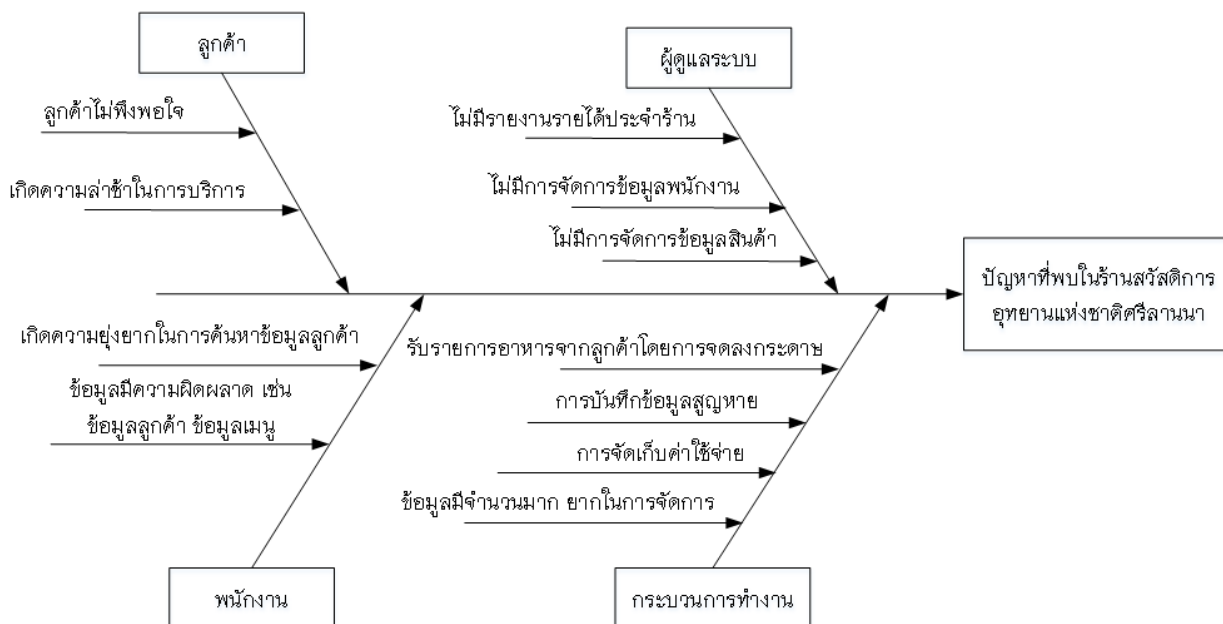 ลูกค้า
ผู้ดูแลระบบ
ลูกค้าไม่พึงพอใจ
ไม่มีรายงานรายได้ประจำร้าน
เกิดความล่าช้าในการบริการ
ไม่มีการจัดการข้อมูลพนักงาน
ไม่มีการจัดการข้อมูลสินค้า
ปัญหาที่พบในร้านสวัสดิการ
อุทยานแห่งชาติศรีลานนา
เกิดความยุ่งยากในการค้นหาข้อมูลลูกค้า
รับรายการอาหารจากลูกค้าโดยการจดลงกระดาษ
ข้อมูลมีความผิดผลาด เช่น
ข้อมูลลูกค้า ข้อมูลเมนู
การบันทึกข้อมูลสูญหาย
การจัดเก็บค่าใช้จ่าย
ข้อมูลมีจำนวนมาก ยากในการจัดการ
พนักงาน
กระบวนการทำงาน